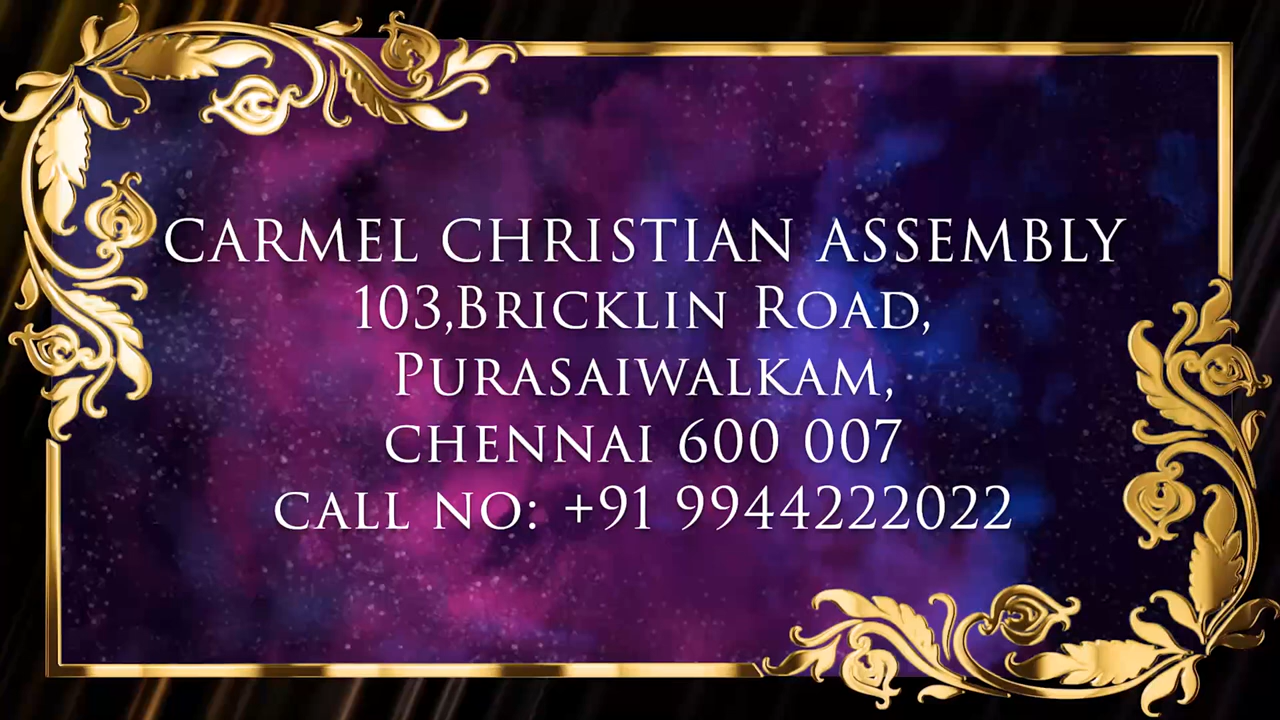 CARMEL CHRISTIAN ASSEMBLY
103,BRICKLIN ROAD,
PURASAIWALKAM,
CHENNAI 600 007
CALL NO: +91 9944222022